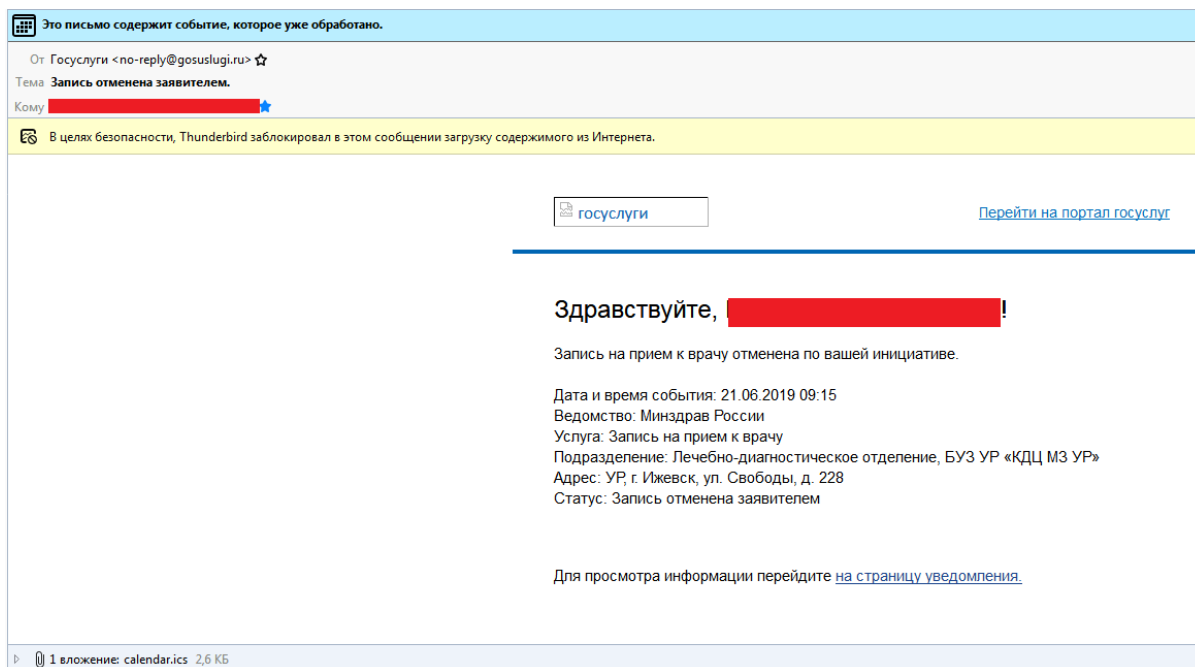 Это письмо содержит событие, которое уже обработано.
От Госуслуги <no-reply@gosuslugi.ru>
Тема Запись отменена заявителем.
Кому
В целях безопасности, Thunderbird заблокировал в этом сообщении загрузку содержимого из Интернета.
госуслуги Перейти на портал госуслуг
Здравствуйте, !
Запись на прием к врачу отменена по вашей инициативе.
Дата и время события: 21.06.2019 09:15
Ведомство: Минздрав России
Услуга: Запись на прием к врачу
Подразделение: Лечебно-диагностическое отделение, БУЗ УР «КДЦ МЗ УР»
Адрес: УР, г. Ижевск, ул. Свободы, д. 228
Статус: Запись отменена заявителем
Для просмотра информации перейдите на страницу уведомления.
1 вложение: calendar.ics 2,6 КБ